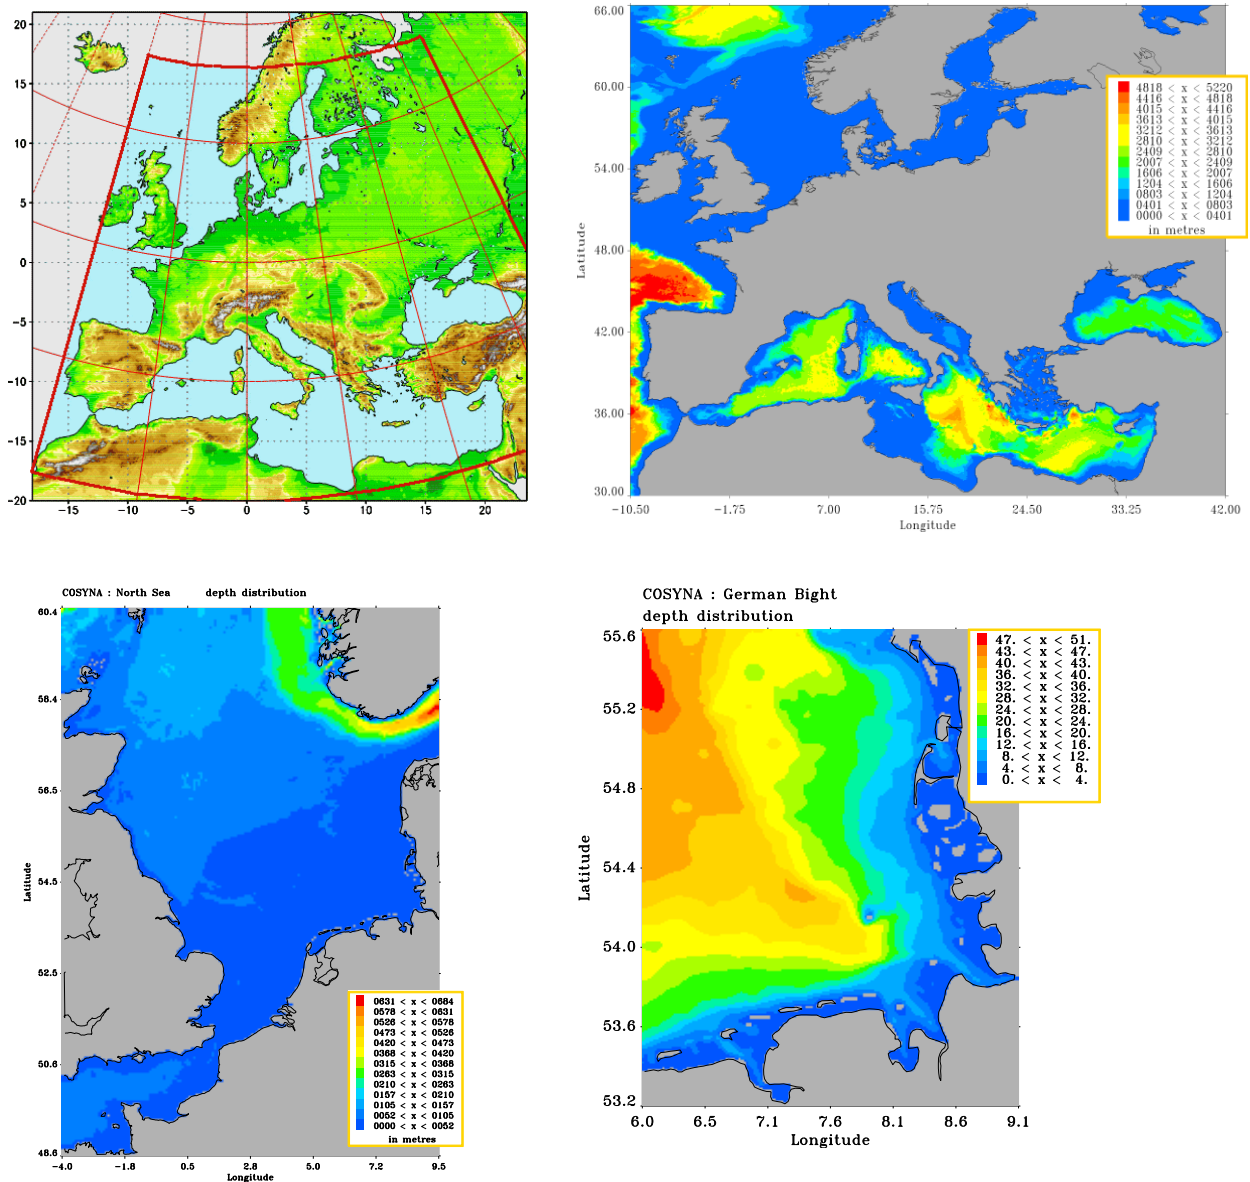 20
15
10
5
0
−5
−10
−15
−20
−15 −10 −5 0 5 10 15 20
66.00
60.00
54.00
48.00
42.00
36.00
30.00
Latitude
−10.50 −1.75 7.00 15.75 24.50 33.25 42.00
Longitude
4818 < x < 5220
4416 < x < 4818
4015 < x < 4416
3613 < x < 4015
3212 < x < 3613
2810 < x < 3212
2409 < x < 2810
2007 < x < 2409
1606 < x < 2007
1204 < x < 1606
0803 < x < 1204
0401 < x < 0803
0000 < x < 0401
in metres
COSYNA : North Sea depth distribution
60.4
58.4
56.5
54.5
52.5
50.6
48.6
Latitude
−4.0 −1.8 0.5 2.8 5.0 7.2 9.5
Longitude
0631 < x < 0684
0578 < x < 0631
0526 < x < 0578
0473 < x < 0526
0420 < x < 0473
0368 < x < 0420
0315 < x < 0368
0263 < x < 0315
0210 < x < 0263
0157 < x < 0210
0105 < x < 0157
0052 < x < 0105
0000 < x < 0052
in metres
COSYNA : German Bight
depth distribution
55.6
55.2
54.8
54.4
54.0
53.6
53.2
Latitude
6.0 6.5 7.1 7.6 8.1 8.6 9.1
Longitude
47. < x < 51.
43. < x < 47.
40. < x < 43.
36. < x < 40.
32. < x < 36.
28. < x < 32.
24. < x < 28.
20. < x < 24.
16. < x < 20.
12. < x < 16.
8. < x < 12.
4. < x < 8.
0. < x < 4.